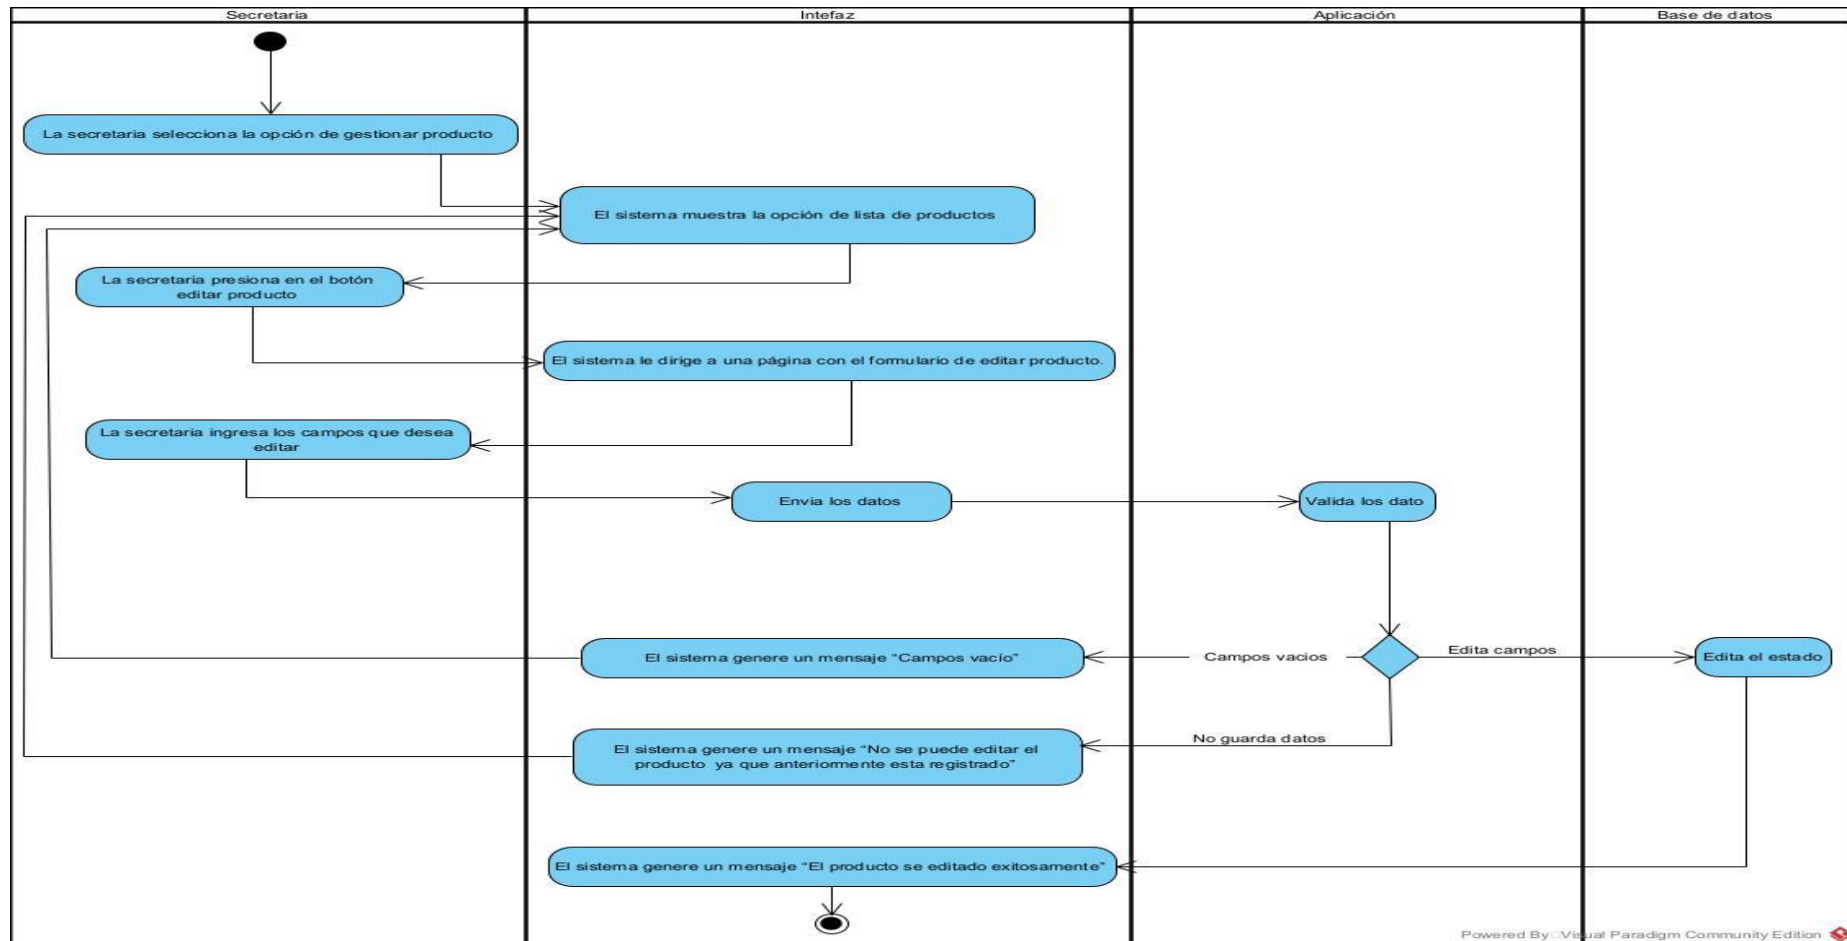 Secretaria
Intefaz
Aplicación
Base de datos
La secretaria selecciona la opción de gestionar producto
El sistema muestra la opción de lista de productos
La secretaria presiona en el botón
editar producto
El sistema le dirige a una página con el formulario de editar producto.
La secretaria ingresa los campos que desea
editar
Envia los datos
Valida los dato
El sistema genere un mensaje "Campos vacío"
Campos vacios
Edita campos
Edita el estado
El sistema genere un mensaje "No se puede editar el
producto ya que anteriormente esta registrado"
No guarda datos
El sistema genere un mensaje "El producto se editado exitosamente"
Powered By Visual Paradigm Community Edition